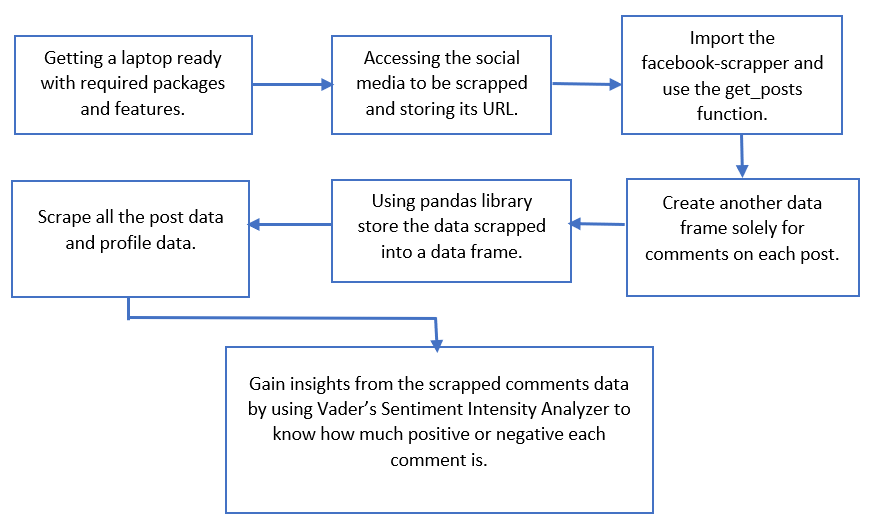 Getting a laptop ready
with required packages
and features.
Accessing the social
media to be scrapped
and storing its URL.
Import the
facebook-scrapper and
use the get_posts
function.
Create another data
frame solely for
comments on each post.
Using pandas library
store the data scrapped
into a data frame.
Scrape all the post data
and profile data.
Gain insights from the scrapped comments data
by using Vader’s Sentiment Intensity Analyzer to
know how much positive or negative each
comment is.